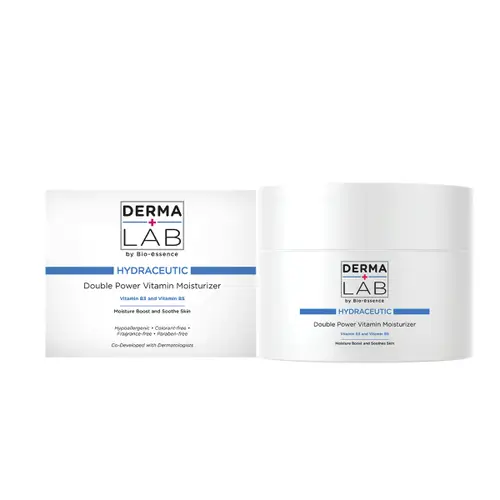 DERMA
LAB
by Bio-essence
HYDRACEUTIC
Double Power Vitamin Moisturizer
Vitamin B3 and Vitamin B5
Moisture Boost and Soothe Skin
Hypoallergenic • Colorant-free •
Fragrance-free • Paraben-free
Co-Developed with Dermatologists
DERMA
LAB
by Bio-essence
HYDRACEUTIC
Double Power Vitamin Moisturizer
Vitamin B3 and Vitamin B5
Moisture Boost and Soothes Skin